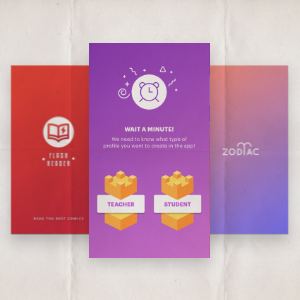 WAIT A MINUTE!
We need to know what type of
profile you want to create in the app!
TEACHER
STUDENT
FLASH
READER
READ THE BEST COMICS
ZODIAC